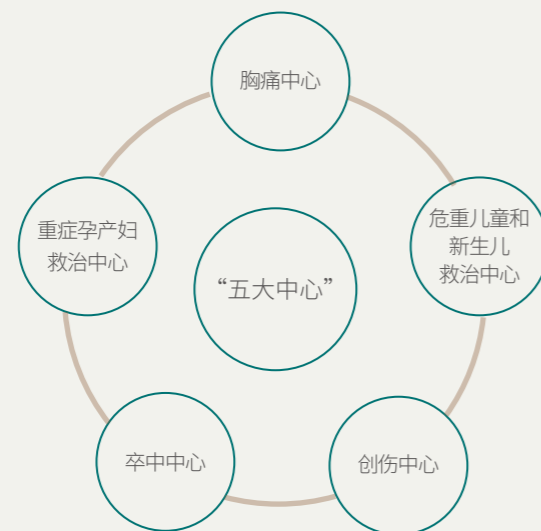 胸痛中心
重症孕产妇
救治中心
危重儿童和
新生儿
救治中心
“五大中心”
卒中中心
创伤中心